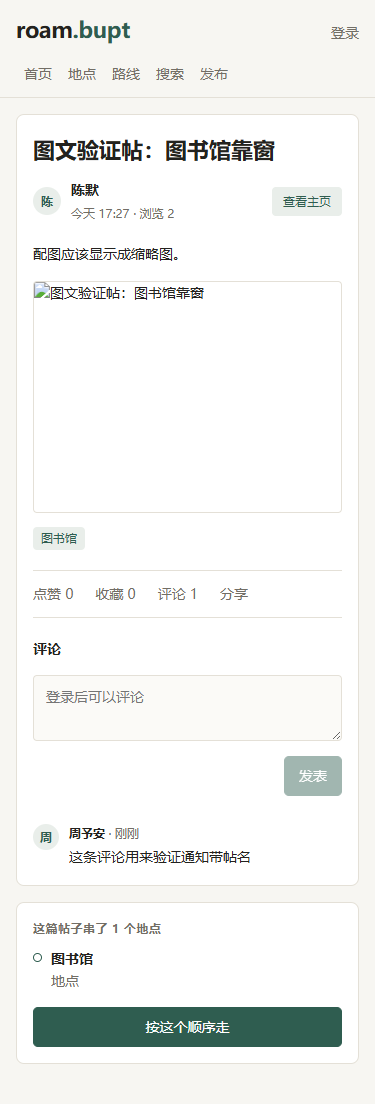 roam.bupt
登录
首页 地点 路线 搜索 发布
图文验证帖：图书馆靠窗
陈
陈默
今天 17:27 · 浏览 2
查看主页
配图应该显示成缩略图。
图文验证帖：图书馆靠窗
图书馆
点赞 0 收藏 0 评论 1 分享
评论
登录后可以评论
发表
周
周予安 · 刚刚
这条评论用来验证通知带帖名
这篇帖子串了 1 个地点
图书馆
地点
按这个顺序走